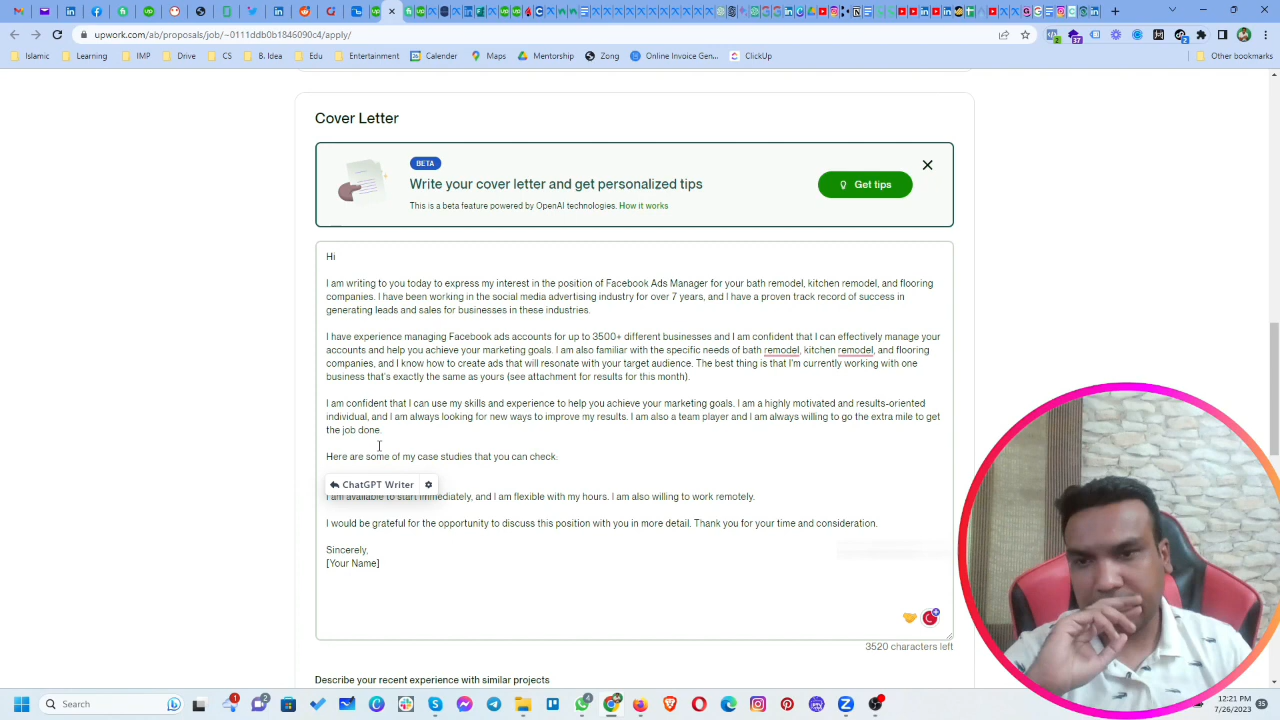 upwork.com/ab/proposals/job/~0111ddb0b1846090c4/apply/
Islamic
Learning
IMP
Drive
CS
B. Idea
Edu
Entertainment
Calender
Maps
Mentorship
Zong
Online Invoice Gen...
ClickUp
Other bookmarks
Cover Letter
BETA
Write your cover letter and get personalized tips
This is a beta feature powered by OpenAI technologies. How it works
Get tips
Hi
I am writing to you today to express my interest in the position of Facebook Ads Manager for your bath remodel, kitchen remodel, and flooring
companies. I have been working in the social media advertising industry for over 7 years, and I have a proven track record of success in
generating leads and sales for businesses in these industries.
I have experience managing Facebook ads accounts for up to 3500+ different businesses and I am confident that I can effectively manage your
accounts and help you achieve your marketing goals. I am also familiar with the specific needs of bath remodel, kitchen remodel, and flooring
companies, and I know how to create ads that will resonate with your target audience. The best thing is that I'm currently working with one
business that's exactly the same as yours (see attachment for results for this month).
I am confident that I can use my skills and experience to help you achieve your marketing goals. I am a highly motivated and results-oriented
individual, and I am always looking for new ways to improve my results. I am also a team player and I am always willing to go the extra mile to get
the job done.
Here are some of my case studies that you can check.
ChatGPT Writer
I am available to start immediately, and I am flexible with my hours. I am also willing to work remotely.
I would be grateful for the opportunity to discuss this position with you in more detail. Thank you for your time and consideration.
Sincerely,
[Your Name]
3520 characters left
Describe your recent experience with similar projects
Search
12:21 PM
7/26/2023